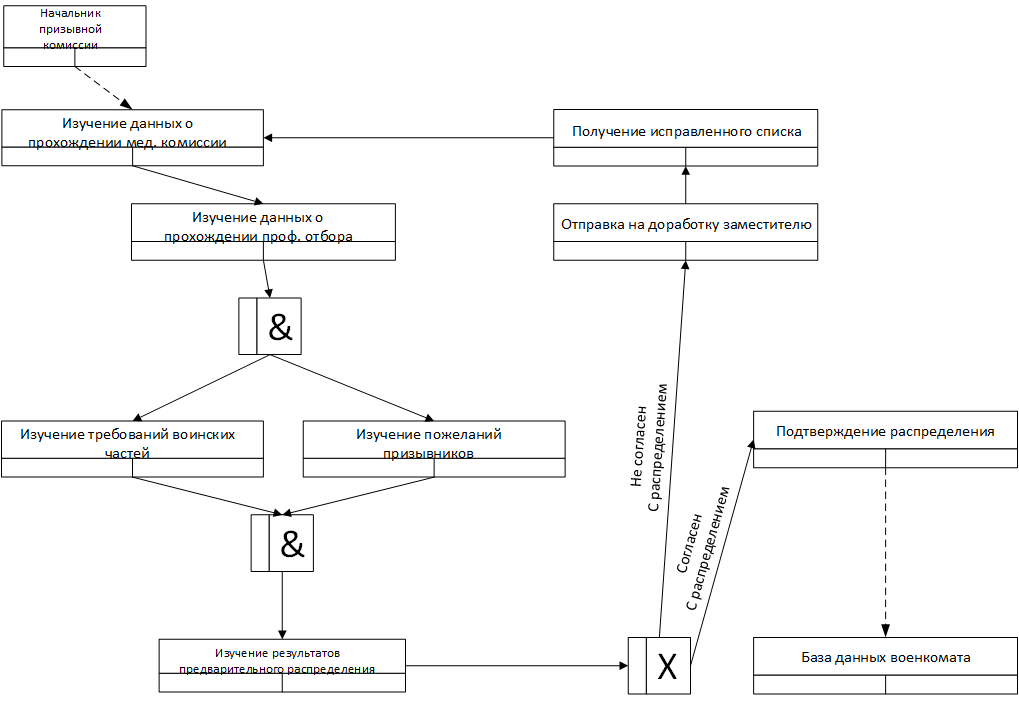 Начальник
призывной
комиссии
Изучение данных о
прохождении мед. комиссии
Получение исправленного списка
Изучение данных о
прохождении проф. отбора
Отправка на доработку заместителю
&
Изучение требований воинских
частей
Изучение пожеланий
призывников
Не согласен
С распределением
Подтверждение распределения
Согласен
С распределением
&
Изучение результатов
предварительного распределения
X
База данных военкомата